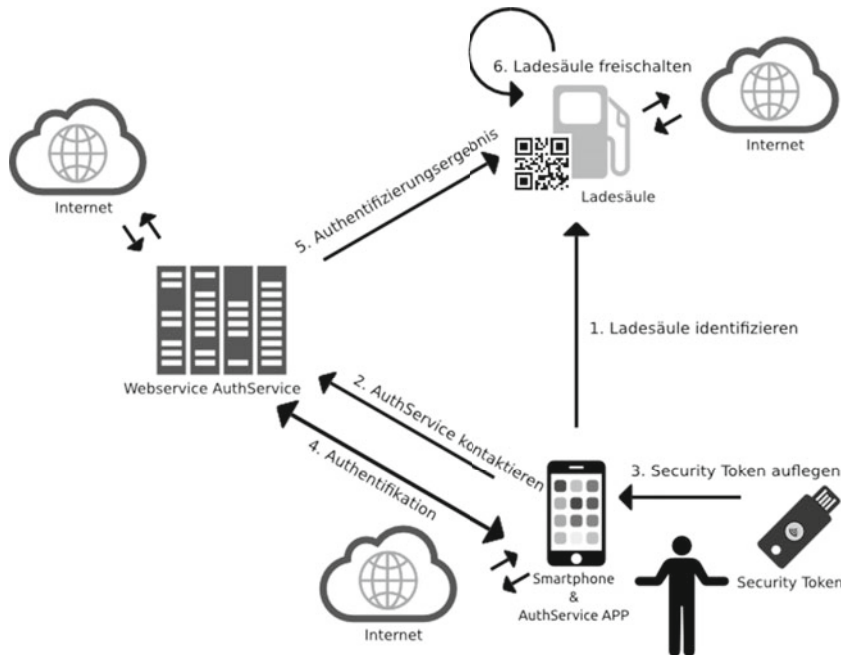 6. Ladesäule freischalten
Internet
Ladesäule
Internet
5. Authentifizierungsergebnis
1. Ladesäule identifizieren
Webservice AuthService
2. AuthService kontaktieren
4. Authentifikation
3. Security Token auflegen
Security Token
Smartphone
&
AuthService APP
Internet